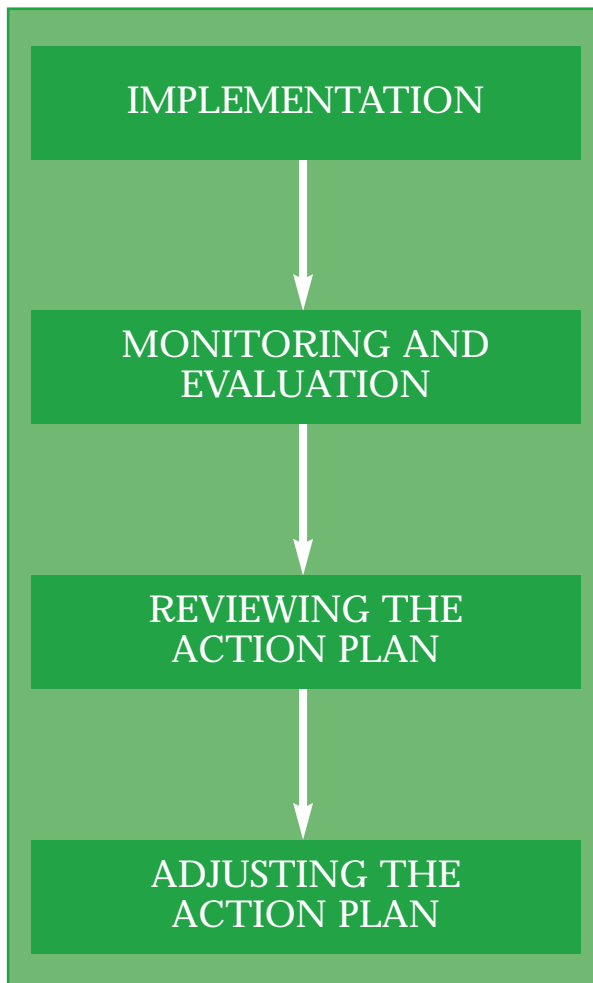 IMPLEMENTATION
MONITORING AND
EVALUATION
REVIEWING THE
ACTION PLAN
ADJUSTING THE
ACTION PLAN